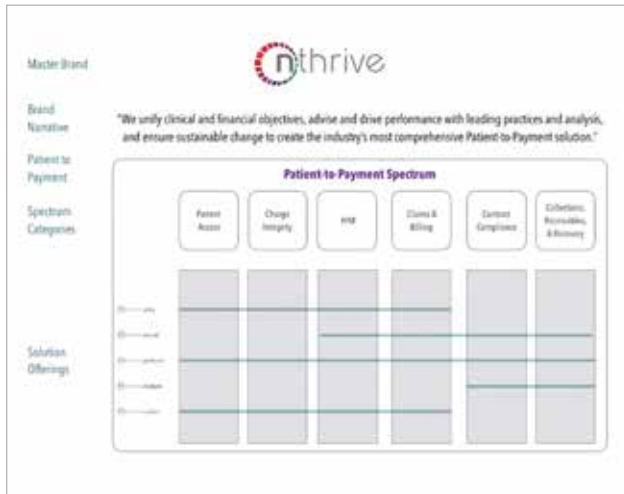 Master Brand
nthrive
Brand
Narrative
"We unify clinical and financial objectives, advise and drive performance with leading practices and analysis,
and ensure sustainable change to create the industry's most comprehensive Patient-to-Payment solution."
Patient to
Payment
Patient-to-Payment Spectrum
Spectrum
Categories
Patient
Access
Charge
Integrity
HIM
Claims &
Billing
Contract
Compliance
Collections,
Receivables,
& Recovery
Solution
Offerings